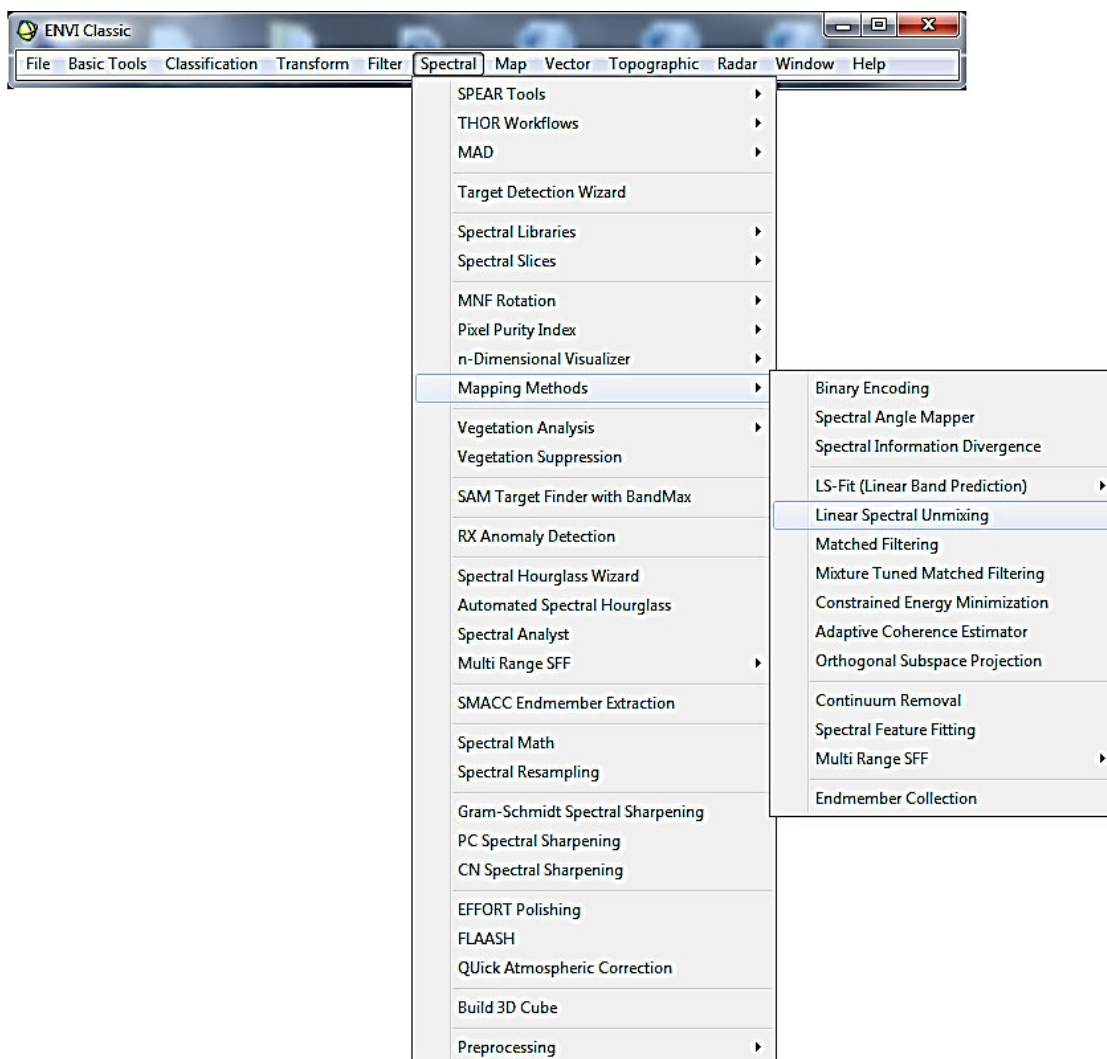 ENVI Classic
File Basic Tools Classification Transform Filter Spectral Map Vector Topographic Radar Window Help
SPEAR Tools
THOR Workflows
MAD
Target Detection Wizard
Spectral Libraries
Spectral Slices
MNF Rotation
Pixel Purity Index
n-Dimensional Visualizer
Mapping Methods
Vegetation Analysis
Vegetation Suppression
SAM Target Finder with BandMax
RX Anomaly Detection
Spectral Hourglass Wizard
Automated Spectral Hourglass
Spectral Analyst
Multi Range SFF
SMACC Endmember Extraction
Spectral Math
Spectral Resampling
Gram-Schmidt Spectral Sharpening
PC Spectral Sharpening
CN Spectral Sharpening
EFFORT Polishing
FLAASH
QUick Atmospheric Correction
Build 3D Cube
Preprocessing
Binary Encoding
Spectral Angle Mapper
Spectral Information Divergence
LS-Fit (Linear Band Prediction)
Linear Spectral Unmixing
Matched Filtering
Mixture Tuned Matched Filtering
Constrained Energy Minimization
Adaptive Coherence Estimator
Orthogonal Subspace Projection
Continuum Removal
Spectral Feature Fitting
Multi Range SFF
Endmember Collection